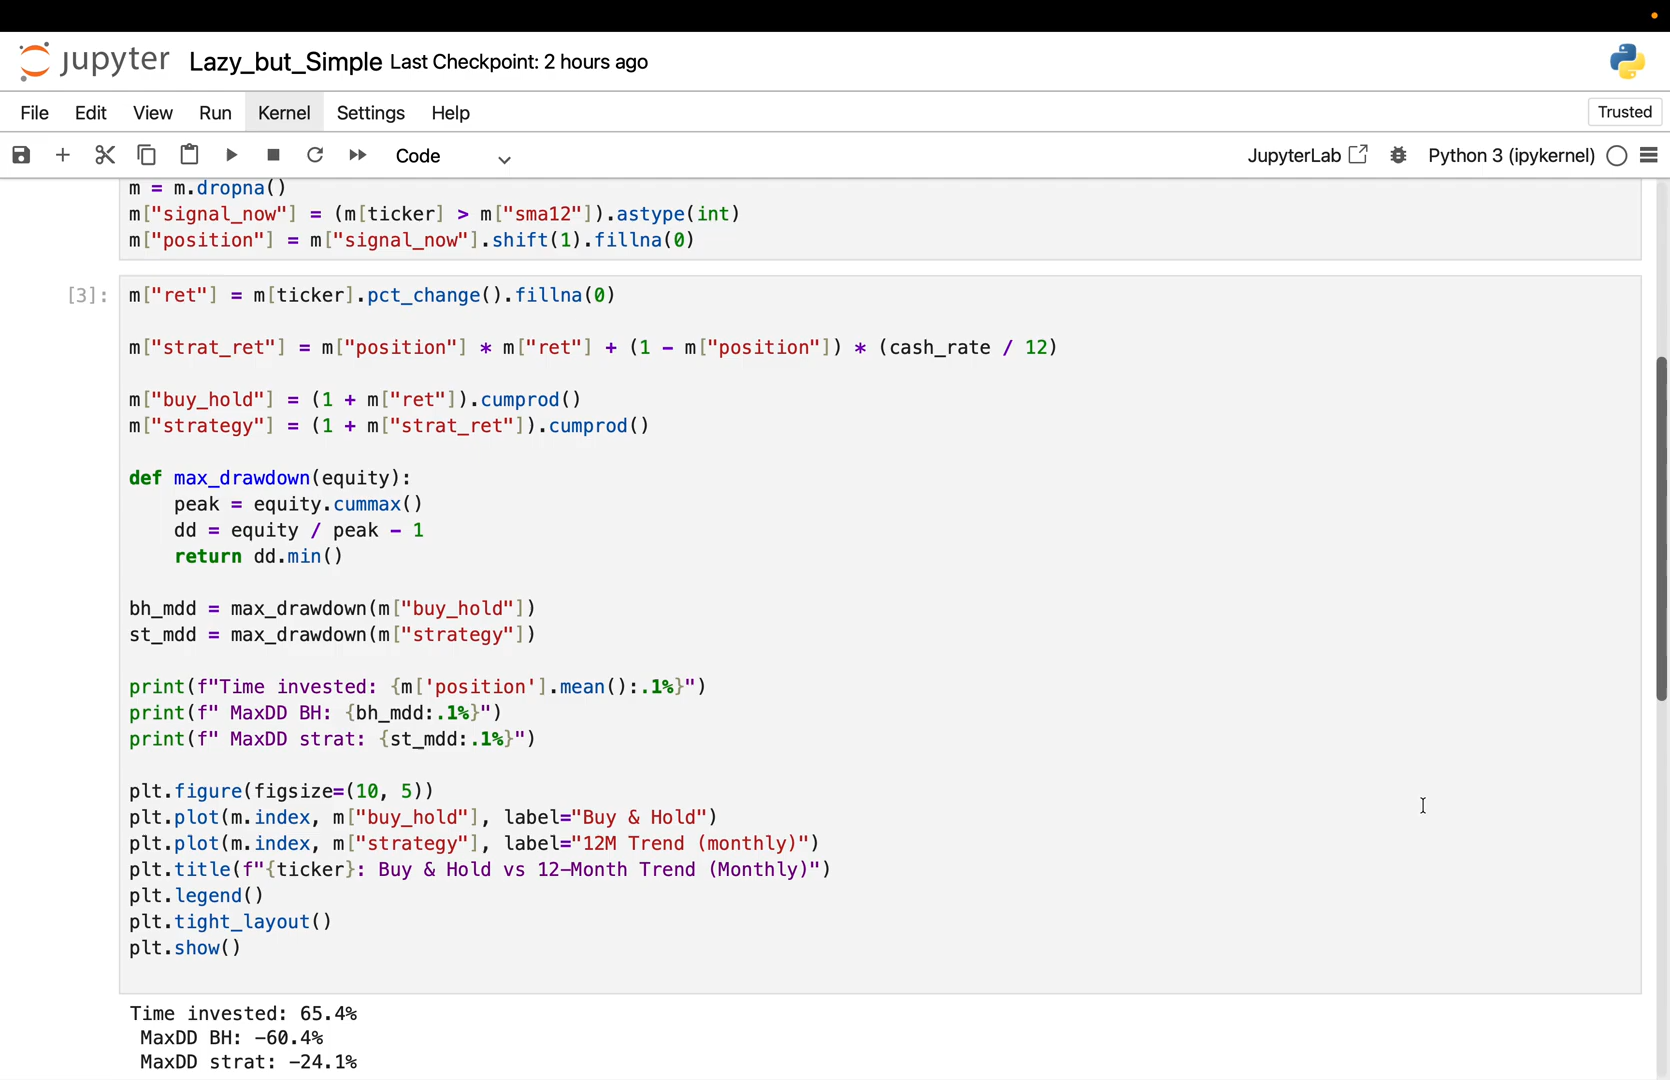 jupyter Lazy_but_Simple Last Checkpoint: 2 hours ago
File Edit View Run Kernel Settings Help Trusted
Code JupyterLab Python 3 (ipykernel)
m = m.dropna()
m["signal_now"] = (m[ticker] > m["sma12"]).astype(int)
m["position"] = m["signal_now"].shift(1).fillna(0)
[3]: m["ret"] = m[ticker].pct_change().fillna(0)
m["strat_ret"] = m["position"] * m["ret"] + (1 - m["position"]) * (cash_rate / 12)
m["buy_hold"] = (1 + m["ret"]).cumprod()
m["strategy"] = (1 + m["strat_ret"]).cumprod()
def max_drawdown(equity):
    peak = equity.cummax()
    dd = equity / peak - 1
    return dd.min()
bh_mdd = max_drawdown(m["buy_hold"])
st_mdd = max_drawdown(m["strategy"])
print(f"Time invested: {m['position'].mean():.1%}")
print(f" MaxDD BH: {bh_mdd:.1%}")
print(f" MaxDD strat: {st_mdd:.1%}")
plt.figure(figsize=(10, 5))
plt.plot(m.index, m["buy_hold"], label="Buy & Hold")
plt.plot(m.index, m["strategy"], label="12M Trend (monthly)")
plt.title(f"{ticker}: Buy & Hold vs 12-Month Trend (Monthly)")
plt.legend()
plt.tight_layout()
plt.show()
Time invested: 65.4%
 MaxDD BH: -60.4%
 MaxDD strat: -24.1%